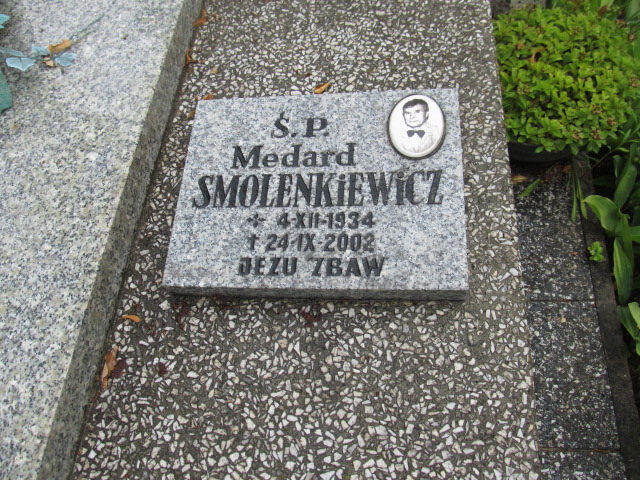 Ś.P.
Medard
SMOLENKiEWiCZ
* 4-XII-1934
† 24-IX-2002
JEZU ZBAW